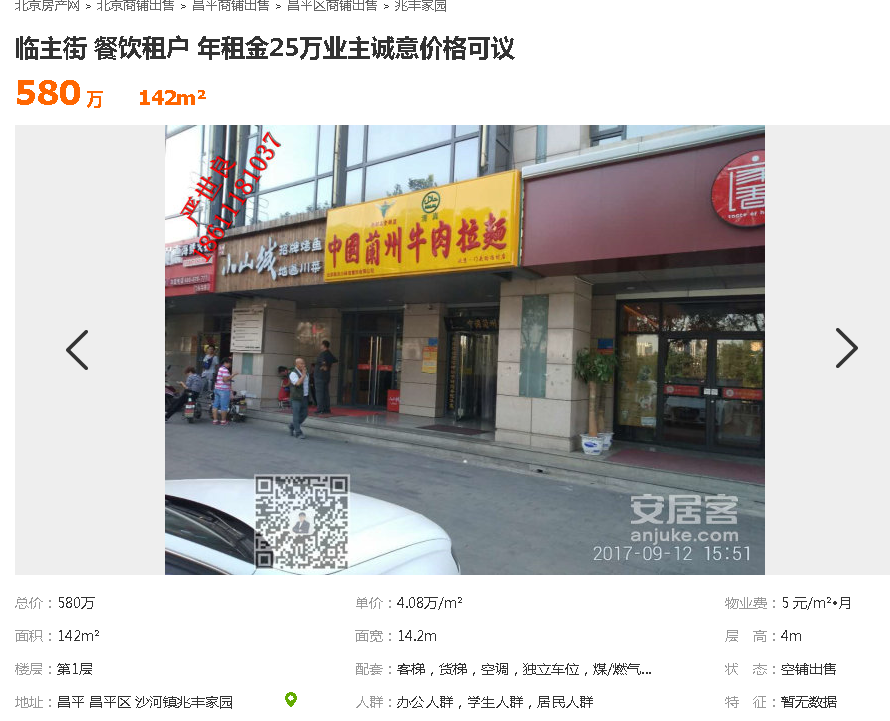 北京房产网 > 北京商铺出售 > 昌平商铺出售 > 昌平区商铺出售 > 兆丰家园
临主街 餐饮租户 年租金25万业主诚意价格可议
580万 142m²
严世良
18011181037
小山城 招牌烤鱼
地道川菜
中国蘭州牛肉拉麵
安居客
anjuke.com
2017-09-12 15:51
总价：580万 单价：4.08万/m² 物业费：5 元/m²•月
面积：142m² 面宽：14.2m 层 高：4m
楼层：第1层 配套：客梯，货梯，空调，独立车位，煤/燃气... 状 态：空铺出售
地址：昌平 昌平区 沙河镇兆丰家园 人群：办公人群，学生人群，居民人群 特 征：暂无数据